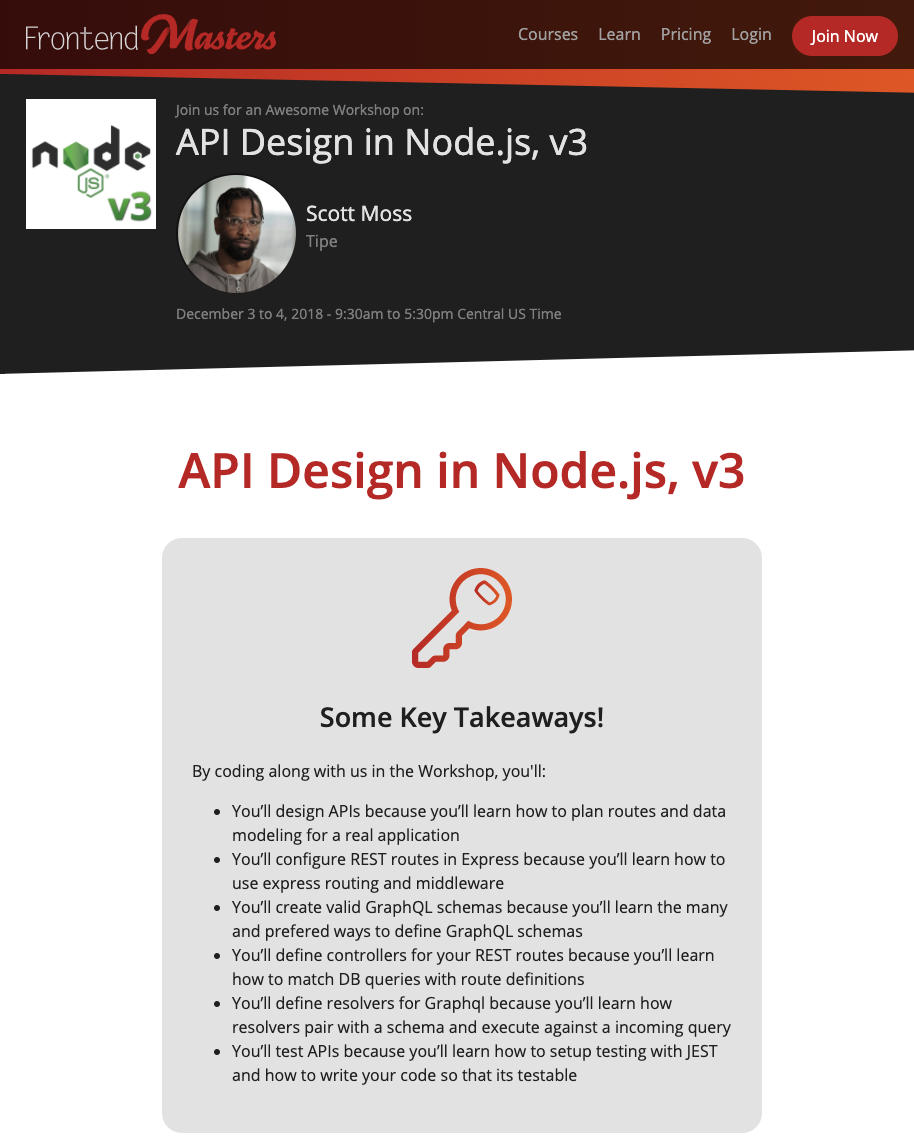 Frontend Masters
Courses Learn Pricing Login Join Now
Join us for an Awesome Workshop on:
API Design in Node.js, v3
node
JS
v3
Scott Moss
Tipe
December 3 to 4, 2018 - 9:30am to 5:30pm Central US Time
API Design in Node.js, v3
Some Key Takeaways!
By coding along with us in the Workshop, you'll:
• You’ll design APIs because you’ll learn how to plan routes and data
modeling for a real application
• You’ll configure REST routes in Express because you’ll learn how to
use express routing and middleware
• You’ll create valid GraphQL schemas because you’ll learn the many
and prefered ways to define GraphQL schemas
• You’ll define controllers for your REST routes because you’ll learn
how to match DB queries with route definitions
• You’ll define resolvers for Graphql because you’ll learn how
resolvers pair with a schema and execute against a incoming query
• You’ll test APIs because you’ll learn how to setup testing with JEST
and how to write your code so that its testable